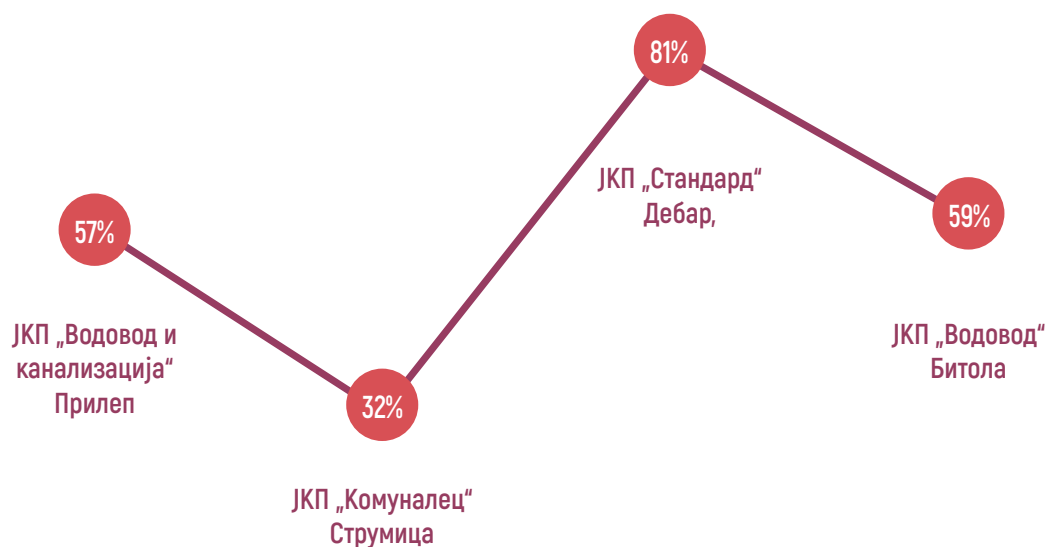 81%
ЈКП „Стандард“
Дебар,
57%
59%
ЈКП „Водовод и
канализација“
Прилеп
ЈКП „Водовод“
Битола
32%
ЈКП „Комуналец“
Струмица